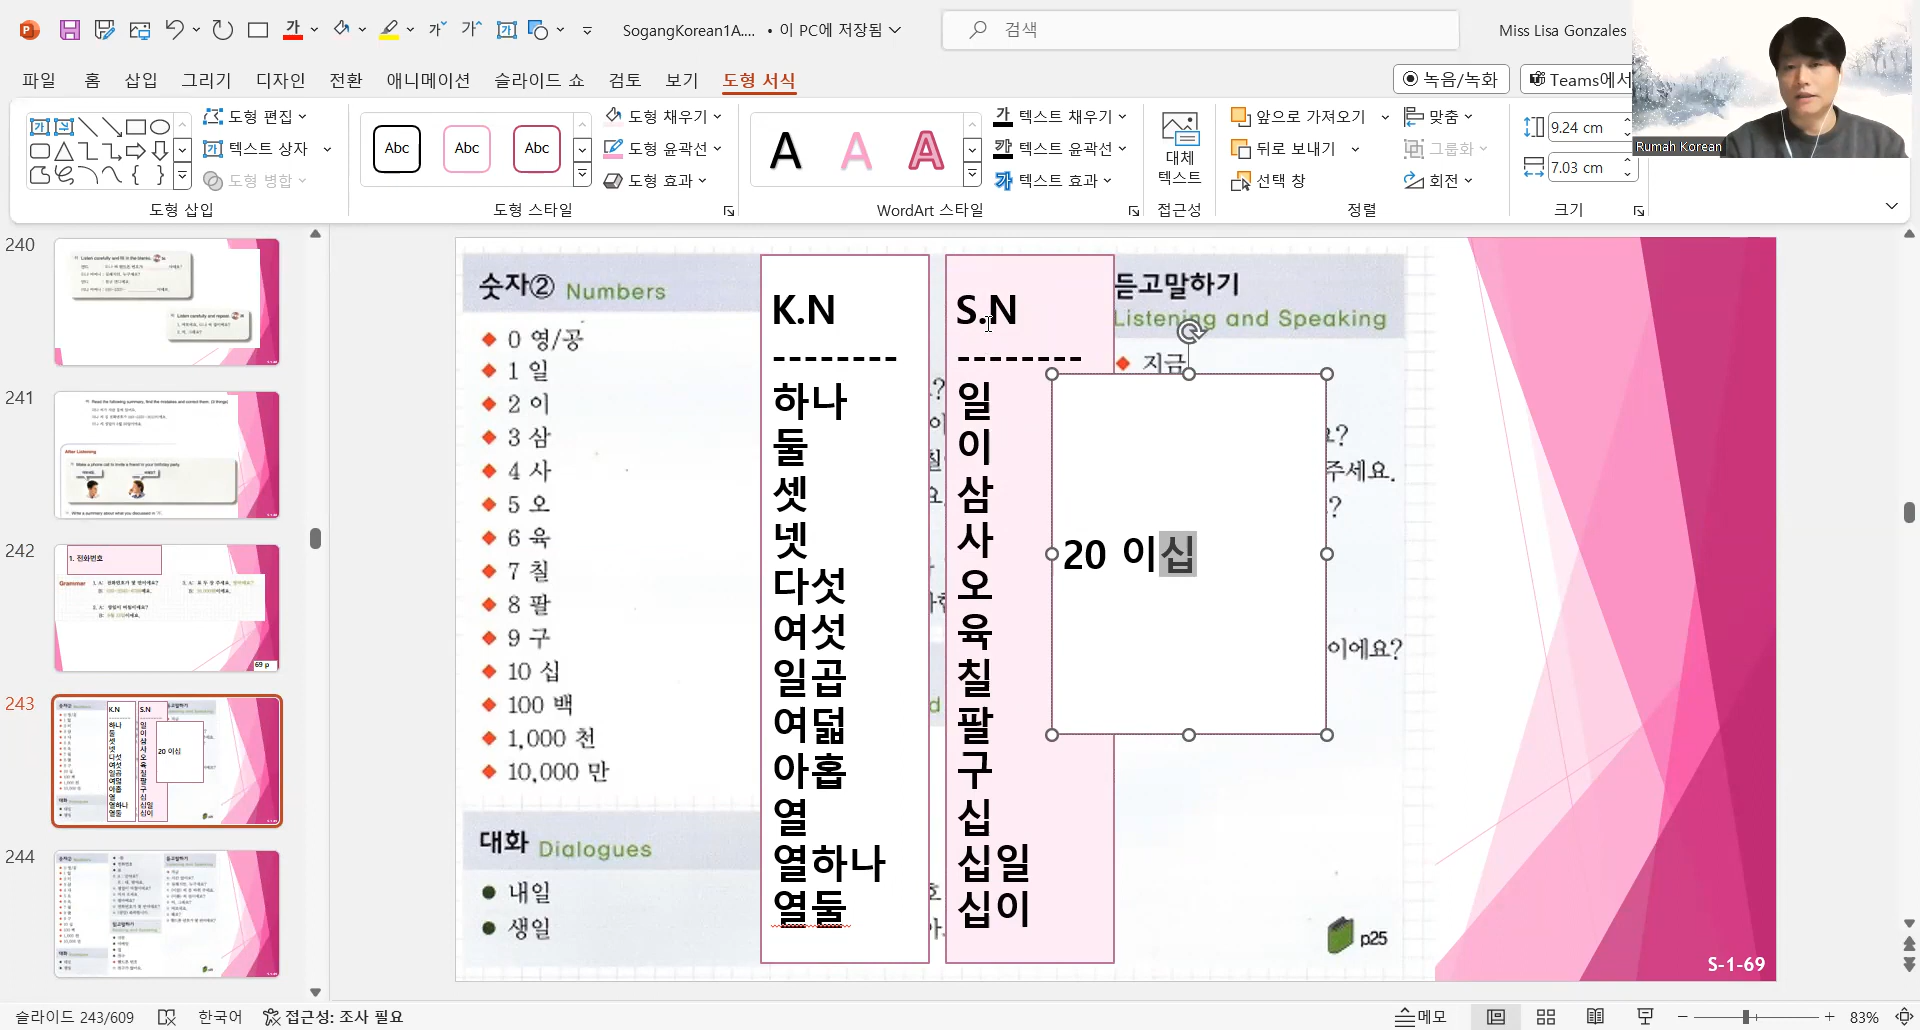 SogangKorean1A.... • 이 PC에 저장됨
검색
Miss Lisa Gonzales
파일 홈 삽입 그리기 디자인 전환 애니메이션 슬라이드 쇼 검토 보기 도형 서식
녹음/녹화
Teams에서
Rumah Korean
도형 편집
텍스트 상자
도형 병합
도형 삽입
Abc Abc Abc
도형 채우기
도형 윤곽선
도형 효과
도형 스타일
A A A
텍스트 채우기
텍스트 윤곽선
텍스트 효과
WordArt 스타일
대체
텍스트
접근성
앞으로 가져오기
뒤로 보내기
선택 창
맞춤
그룹화
회전
정렬
9.24 cm
7.03 cm
크기
240
241
242
1. 전화번호
Grammar
69 p
243
244
숫자② Numbers
0 영/공
1 일
2 이
3 삼
4 사
5 오
6 육
7 칠
8 팔
9 구
10 십
100 백
1,000 천
10,000 만
대화 Dialogues
내일
생일
K.N
--------
하나
둘
셋
넷
다섯
여섯
일곱
여덟
아홉
열
열하나
열둘
S.N
--------
일
이
삼
사
오
육
칠
팔
구
십
십일
십이
듣고말하기
Listening and Speaking
지금
20 이십
주세요.
이에요?
p25
S-1-69
슬라이드 243/609
한국어
접근성: 조사 필요
메모
83%